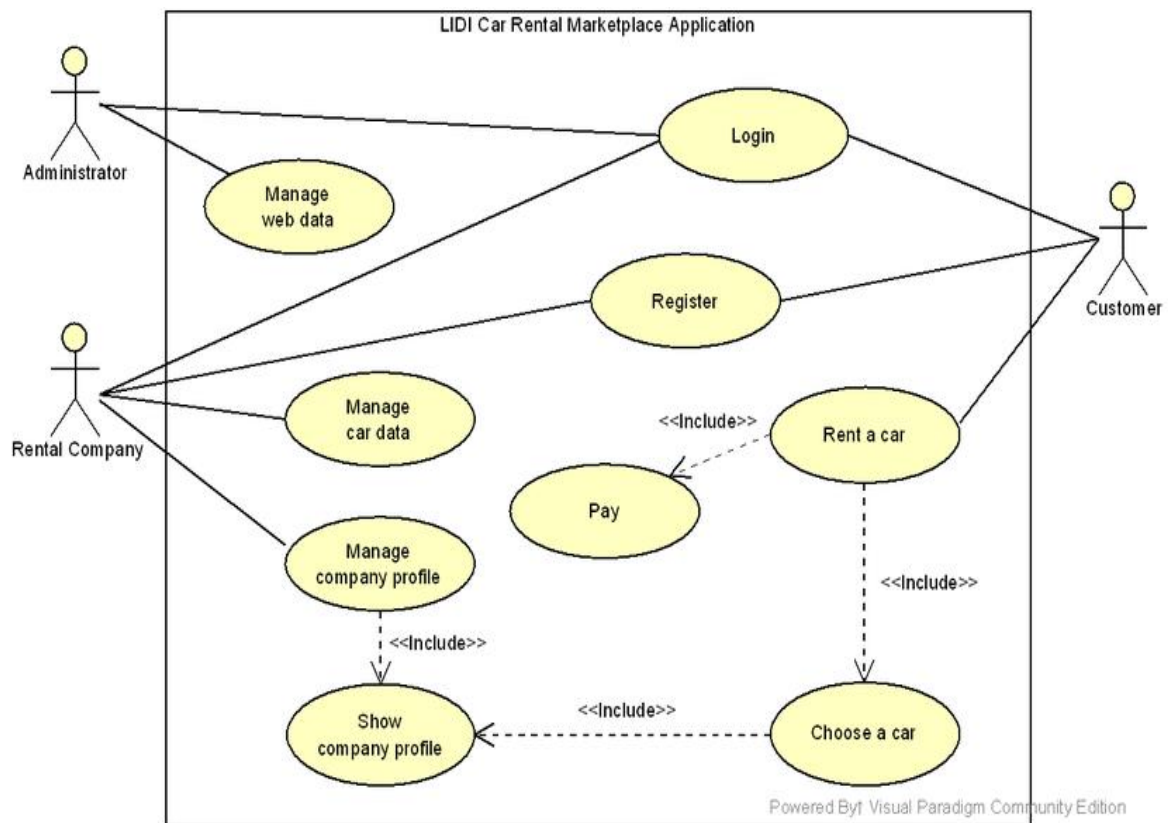 LIDI Car Rental Marketplace Application
Administrator
Login
Manage
web data
Customer
Register
Rental Company
Manage
car data
<<Include>>
Rent a car
Pay
Manage
company profile
<<Include>>
<<Include>>
<<Include>>
Show
company profile
Choose a car
Powered By† Visual Paradigm Community Edition